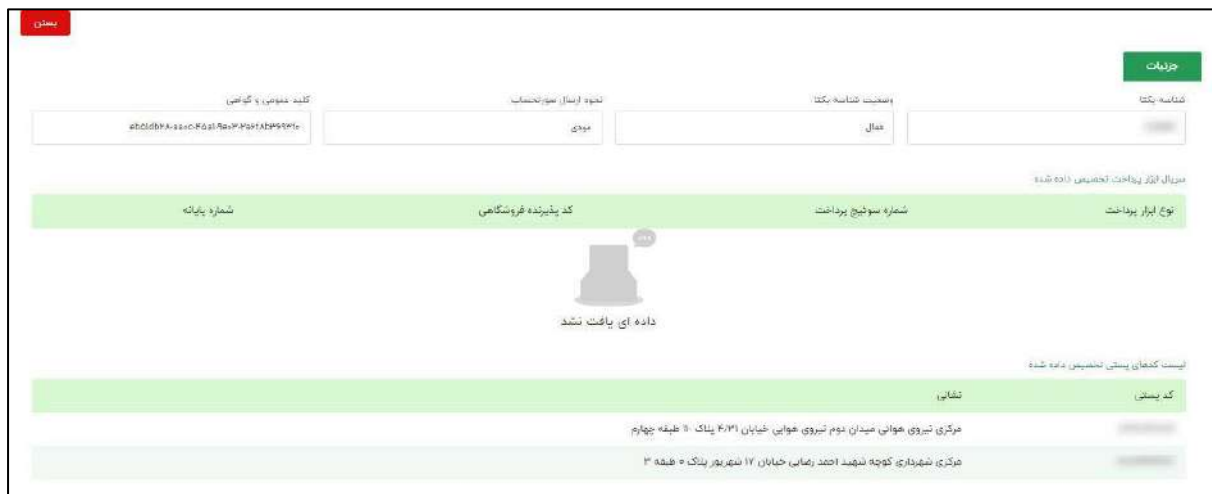 بستن
جزئیات
شناسه یکتا
وضعیت شناسه یکتا
نحوه ارسال صورتحساب
کلید عمومی و گواهی
فعال
مودی
سریال ابزار پرداخت تخصیص داده شده
نوع ابزار پرداخت
شماره سوئیچ پرداخت
کد پذیرنده فروشگاهی
شماره پایانه
داده ای یافت نشد
لیست کدهای پستی تخصیص داده شده
کد پستی
نشانی
مرکزی نیروی هوائی میدان دوم نیروی هوایی خیابان ۴/۳۱ پلاک ۱۰ طبقه چهارم
مرکزی شهرداری کوچه شهید احمد رضایی خیابان ۱۷ شهریور پلاک ۰ طبقه ۳